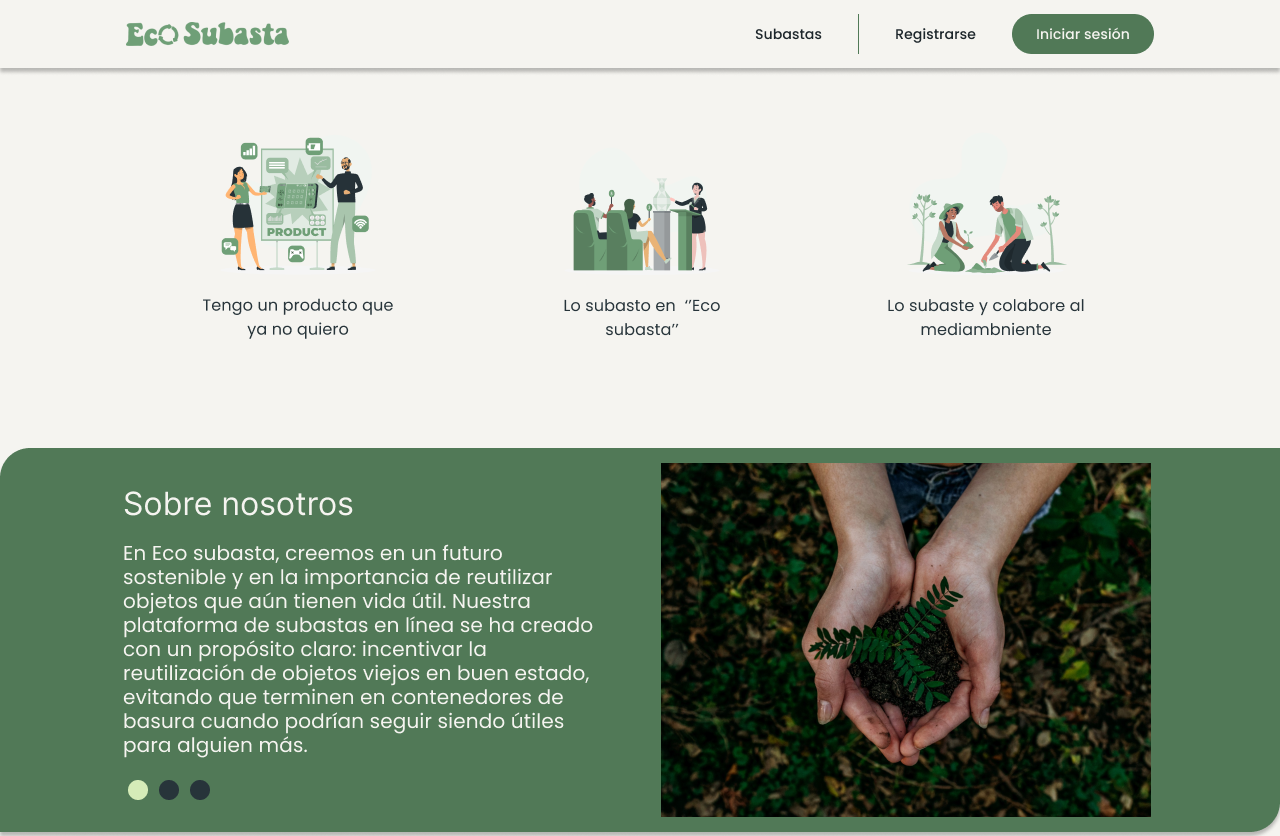 Eco Subasta
Subastas
Registrarse
Iniciar sesión
PRODUCT
Tengo un producto que
ya no quiero
Lo subasto en  ‘’Eco
subasta’’
Lo subaste y colabore al
mediambniente
Sobre nosotros
En Eco subasta, creemos en un futuro
sostenible y en la importancia de reutilizar
objetos que aún tienen vida útil. Nuestra
plataforma de subastas en línea se ha creado
con un propósito claro: incentivar la
reutilización de objetos viejos en buen estado,
evitando que terminen en contenedores de
basura cuando podrían seguir siendo útiles
para alguien más.